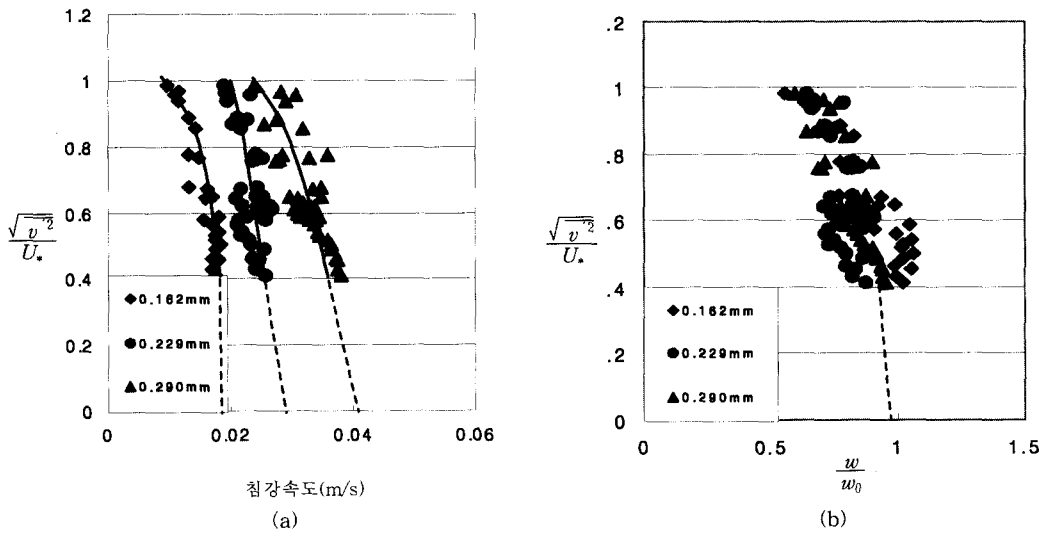 1.2
1
0.8
0.6
0.4
0.2
0
√v'²
U*
◆0.162mm
●0.229mm
▲0.290mm
0
0.02
0.04
0.06
침강속도(m/s)
(a)
.2
1
.8
.6
.4
.2
0
√v'²
U*
◆0.162mm
●0.229mm
▲0.290mm
0
0.5
1
1.5
w
w₀
(b)